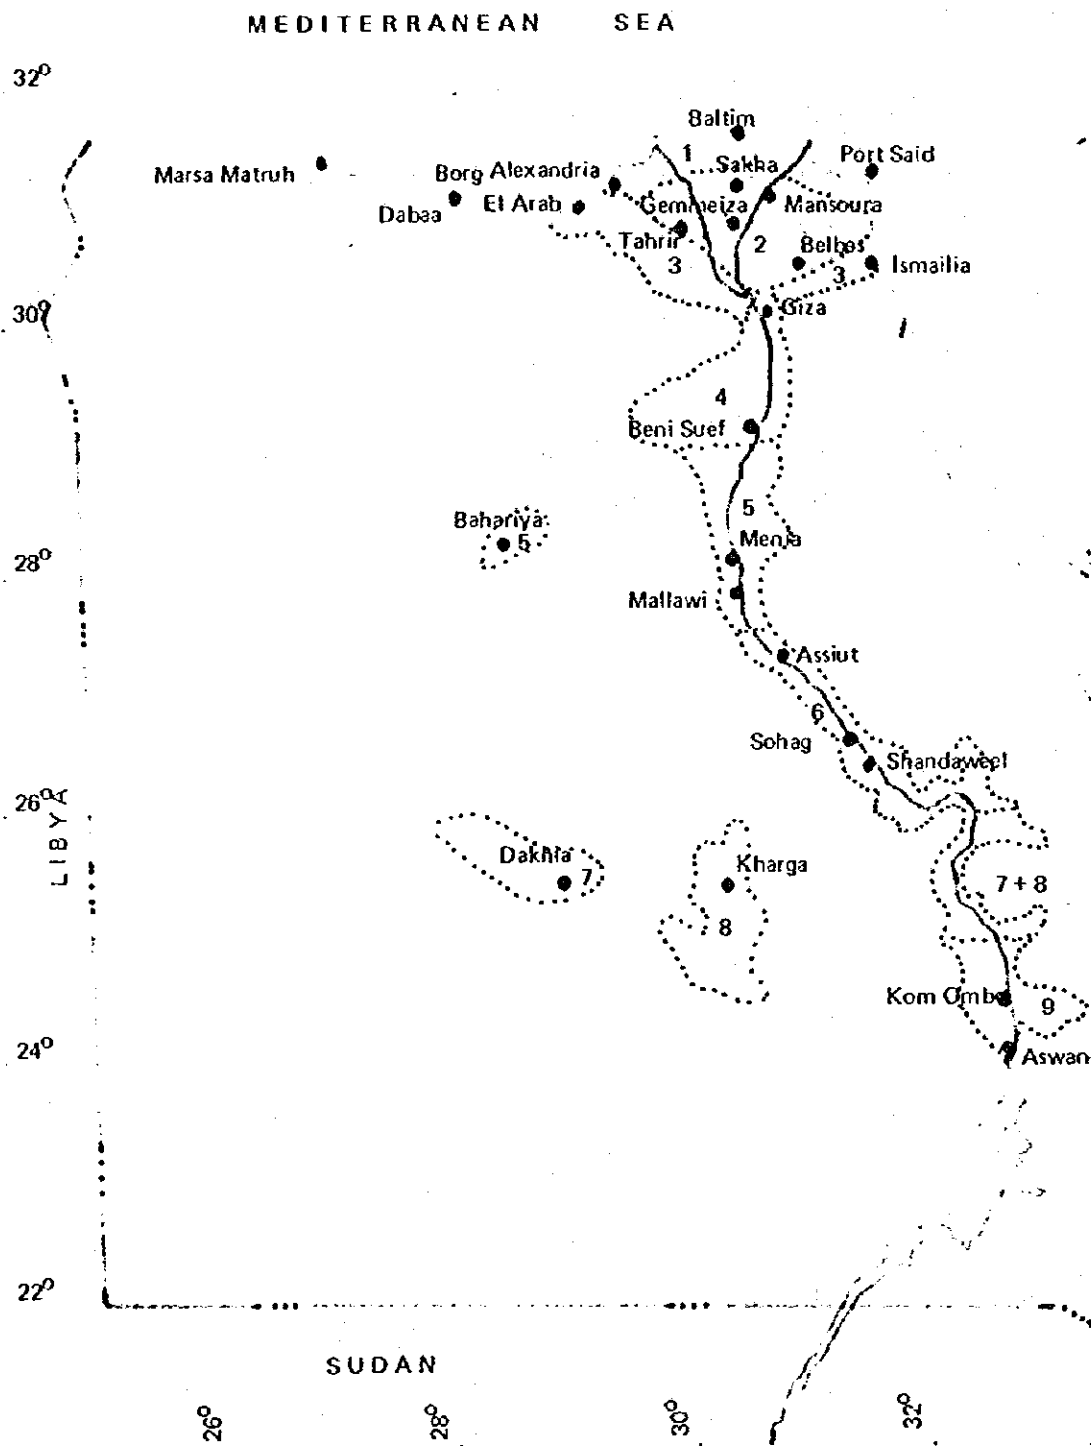 MEDITERRANEAN SEA
32°
Baltim
1
Sakha
Port Said
Marsa Matruh
Borg Alexandria
El Arab
Gemmeiza
Mansoura
Dabaa
Tahrir
2
Belbes
3
3
Ismailia
30°
Giza
4
Beni Suef
5
Bahariya
5
Menia
28°
Mallawi
Assiut
6
Sohag
Shandaweel
26°
LIBYA
Dakhla
7
Kharga
7 + 8
8
Kom Ombo
9
24°
Aswan
22°
SUDAN
26°
28°
30°
32°